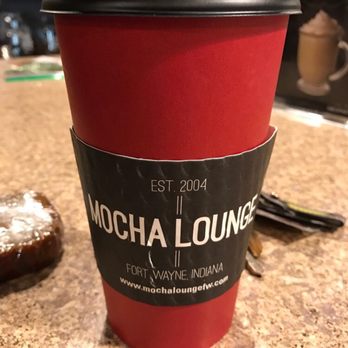 EST. 2004
MOCHA LOUNGE
FORT WAYNE, INDIANA
www.mochaloungefw.com